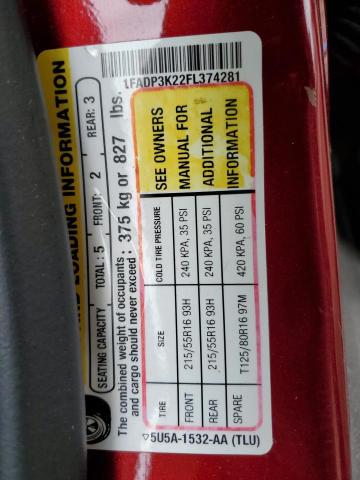 1FADP3K22FL374281
AND LOADING INFORMATION
SEATING CAPACITY TOTAL: 5 FRONT: 2 REAR: 3
The combined weight of occupants
and cargo should never exceed: 375 kg or 827 lbs.
TIRE SIZE COLD TIRE PRESSURE SEE OWNERS
FRONT 215/55R16 93H 240 KPA, 35 PSI MANUAL FOR
REAR 215/55R16 93H 240 KPA, 35 PSI ADDITIONAL
SPARE T125/80R16 97M 420 KPA, 60 PSI INFORMATION
5U5A-1532-AA (TLU)